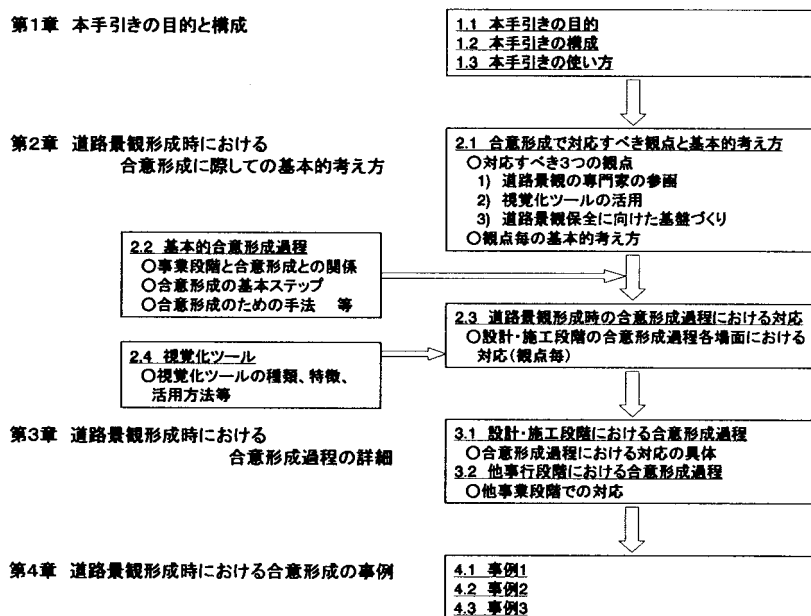 第1章 本手引きの目的と構成
1.1 本手引きの目的
1.2 本手引きの構成
1.3 本手引きの使い方
第2章 道路景観形成時における
合意形成に際しての基本的考え方
2.1 合意形成で対応すべき観点と基本的考え方
○対応すべき3つの観点
1) 道路景観の専門家の参画
2) 視覚化ツールの活用
3) 道路景観保全に向けた基盤づくり
○観点毎の基本的考え方
2.2 基本的合意形成過程
○事業段階と合意形成との関係
○合意形成の基本ステップ
○合意形成のための手法 等
2.3 道路景観形成時の合意形成過程における対応
○設計・施工段階の合意形成過程各場面における
対応(観点毎)
2.4 視覚化ツール
○視覚化ツールの種類、特徴、
活用方法等
第3章 道路景観形成時における
合意形成過程の詳細
3.1 設計・施工段階における合意形成過程
○合意形成過程における対応の具体
3.2 他事行段階における合意形成過程
○他事業段階での対応
第4章 道路景観形成時における合意形成の事例
4.1 事例1
4.2 事例2
4.3 事例3